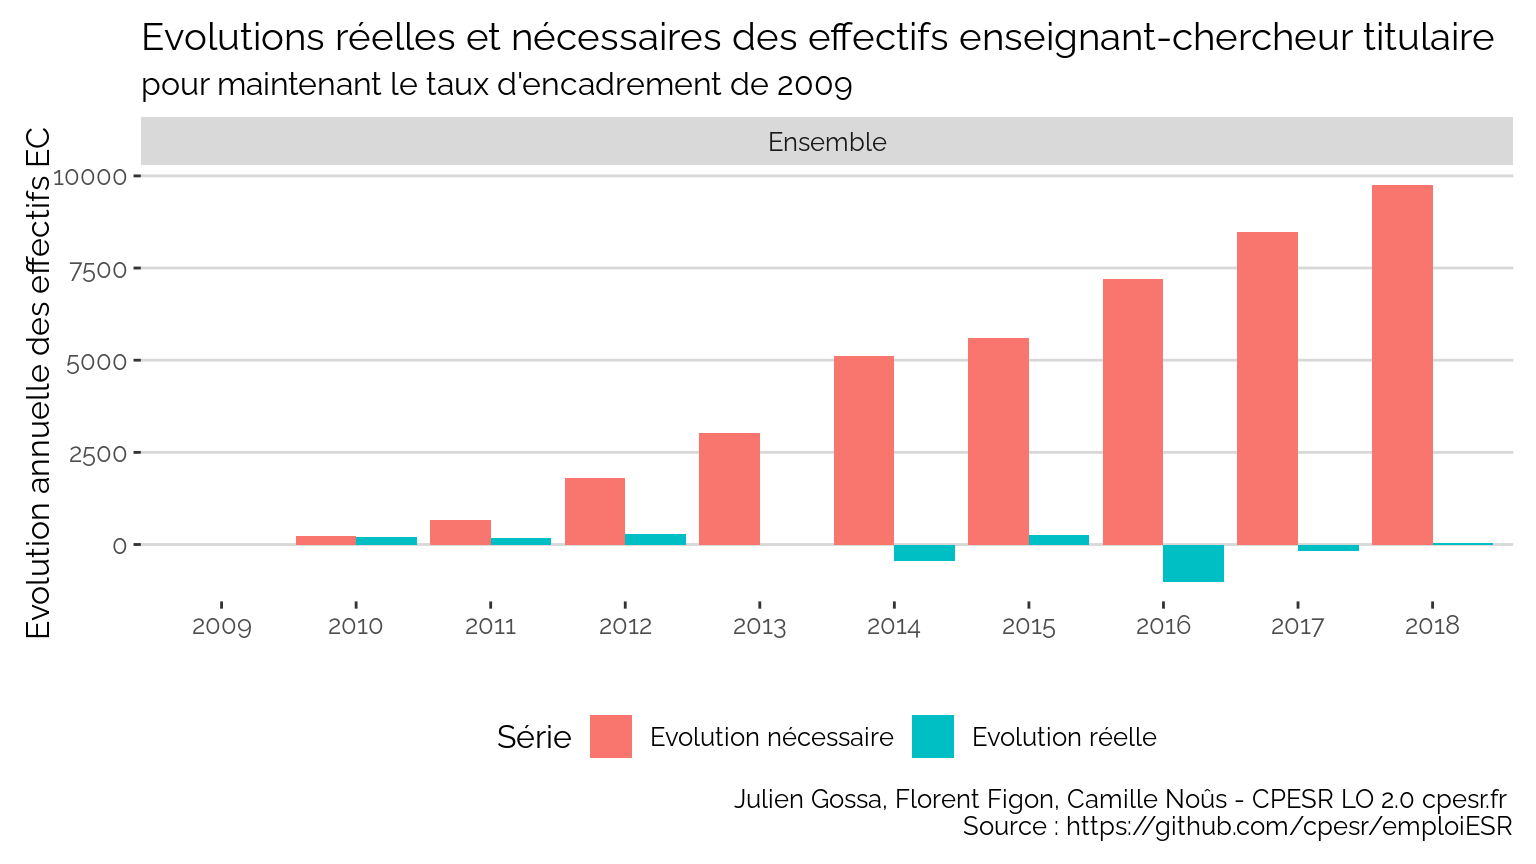 Evolutions réelles et nécessaires des effectifs enseignant-chercheur titulaire
pour maintenant le taux d'encadrement de 2009
Ensemble
Evolution annuelle des effectifs EC
10000
7500
5000
2500
0
2009 2010 2011 2012 2013 2014 2015 2016 2017 2018
Série Evolution nécessaire Evolution réelle
Julien Gossa, Florent Figon, Camille Noûs - CPESR LO 2.0 cpesr.fr
Source : https://github.com/cpesr/emploiESR